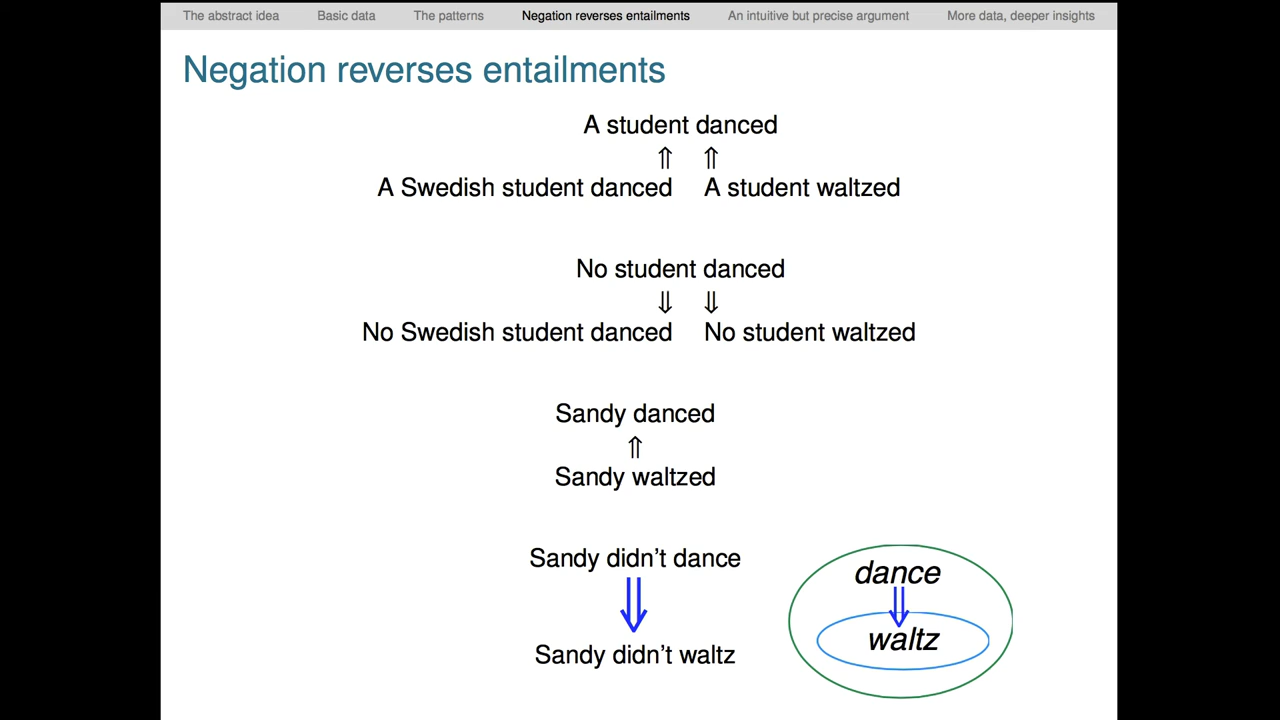 The abstract idea Basic data The patterns Negation reverses entailments An intuitive but precise argument More data, deeper insights
Negation reverses entailments
A student danced
⇑ ⇑
A Swedish student danced A student waltzed
No student danced
⇓ ⇓
No Swedish student danced No student waltzed
Sandy danced
⇑
Sandy waltzed
Sandy didn't dance
⇓
Sandy didn't waltz
dance
⇓
waltz